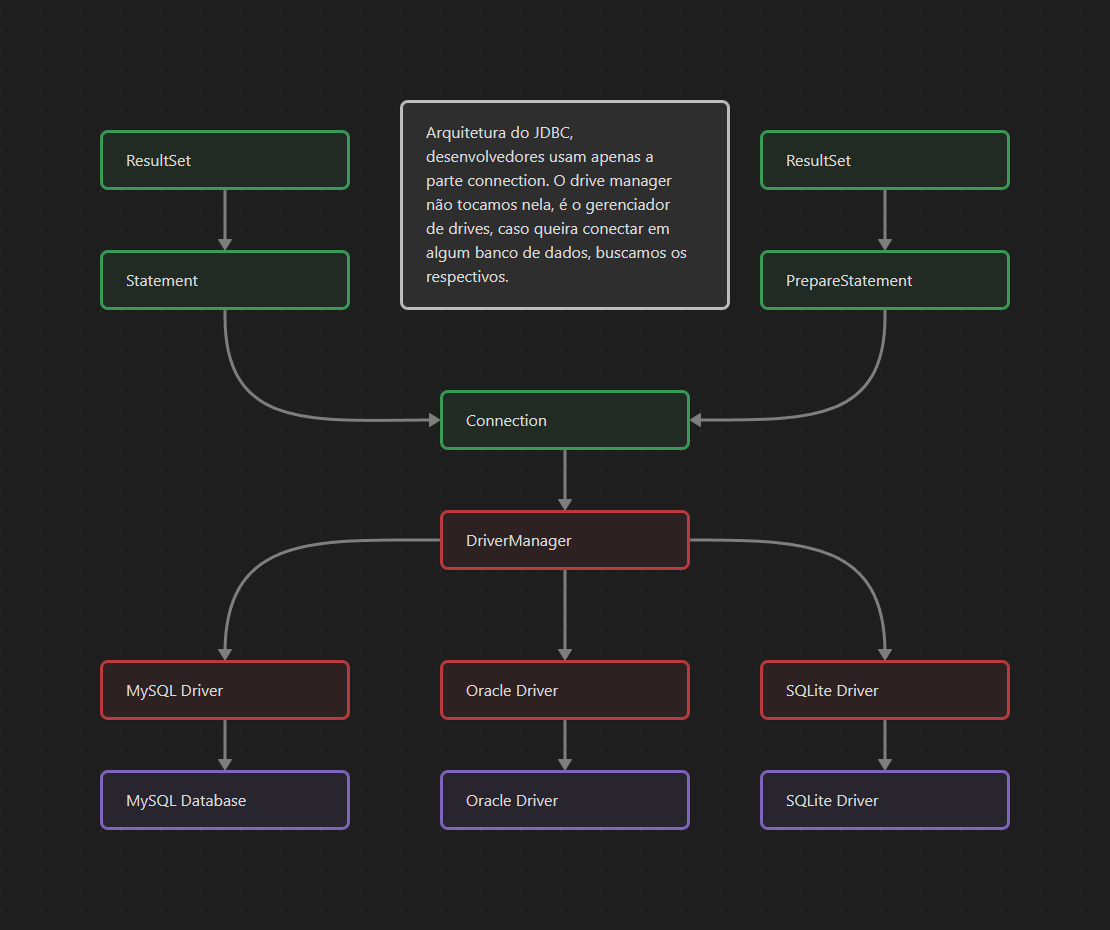 Arquitetura do JDBC,
desenvolvedores usam apenas a
parte connection. O drive manager
não tocamos nela, é o gerenciador
de drives, caso queira conectar em
algum banco de dados, buscamos os
respectivos.
ResultSet
ResultSet
Statement
PrepareStatement
Connection
DriverManager
MySQL Driver
Oracle Driver
SQLite Driver
MySQL Database
Oracle Driver
SQLite Driver